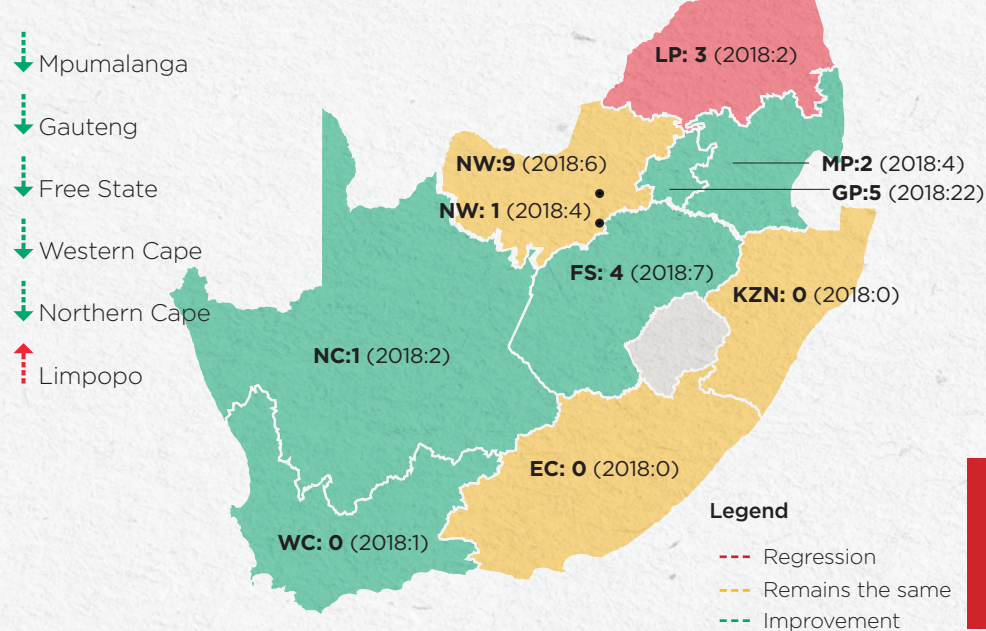 Mpumalanga
Gauteng
Free State
Western Cape
Northern Cape
Limpopo
LP: 3 (2018:2)
NW:9 (2018:6)
MP:2 (2018:4)
GP:5 (2018:22)
NW: 1 (2018:4)
FS: 4 (2018:7)
KZN: 0 (2018:0)
NC:1 (2018:2)
EC: 0 (2018:0)
WC: 0 (2018:1)
Legend
Regression
Remains the same
Improvement